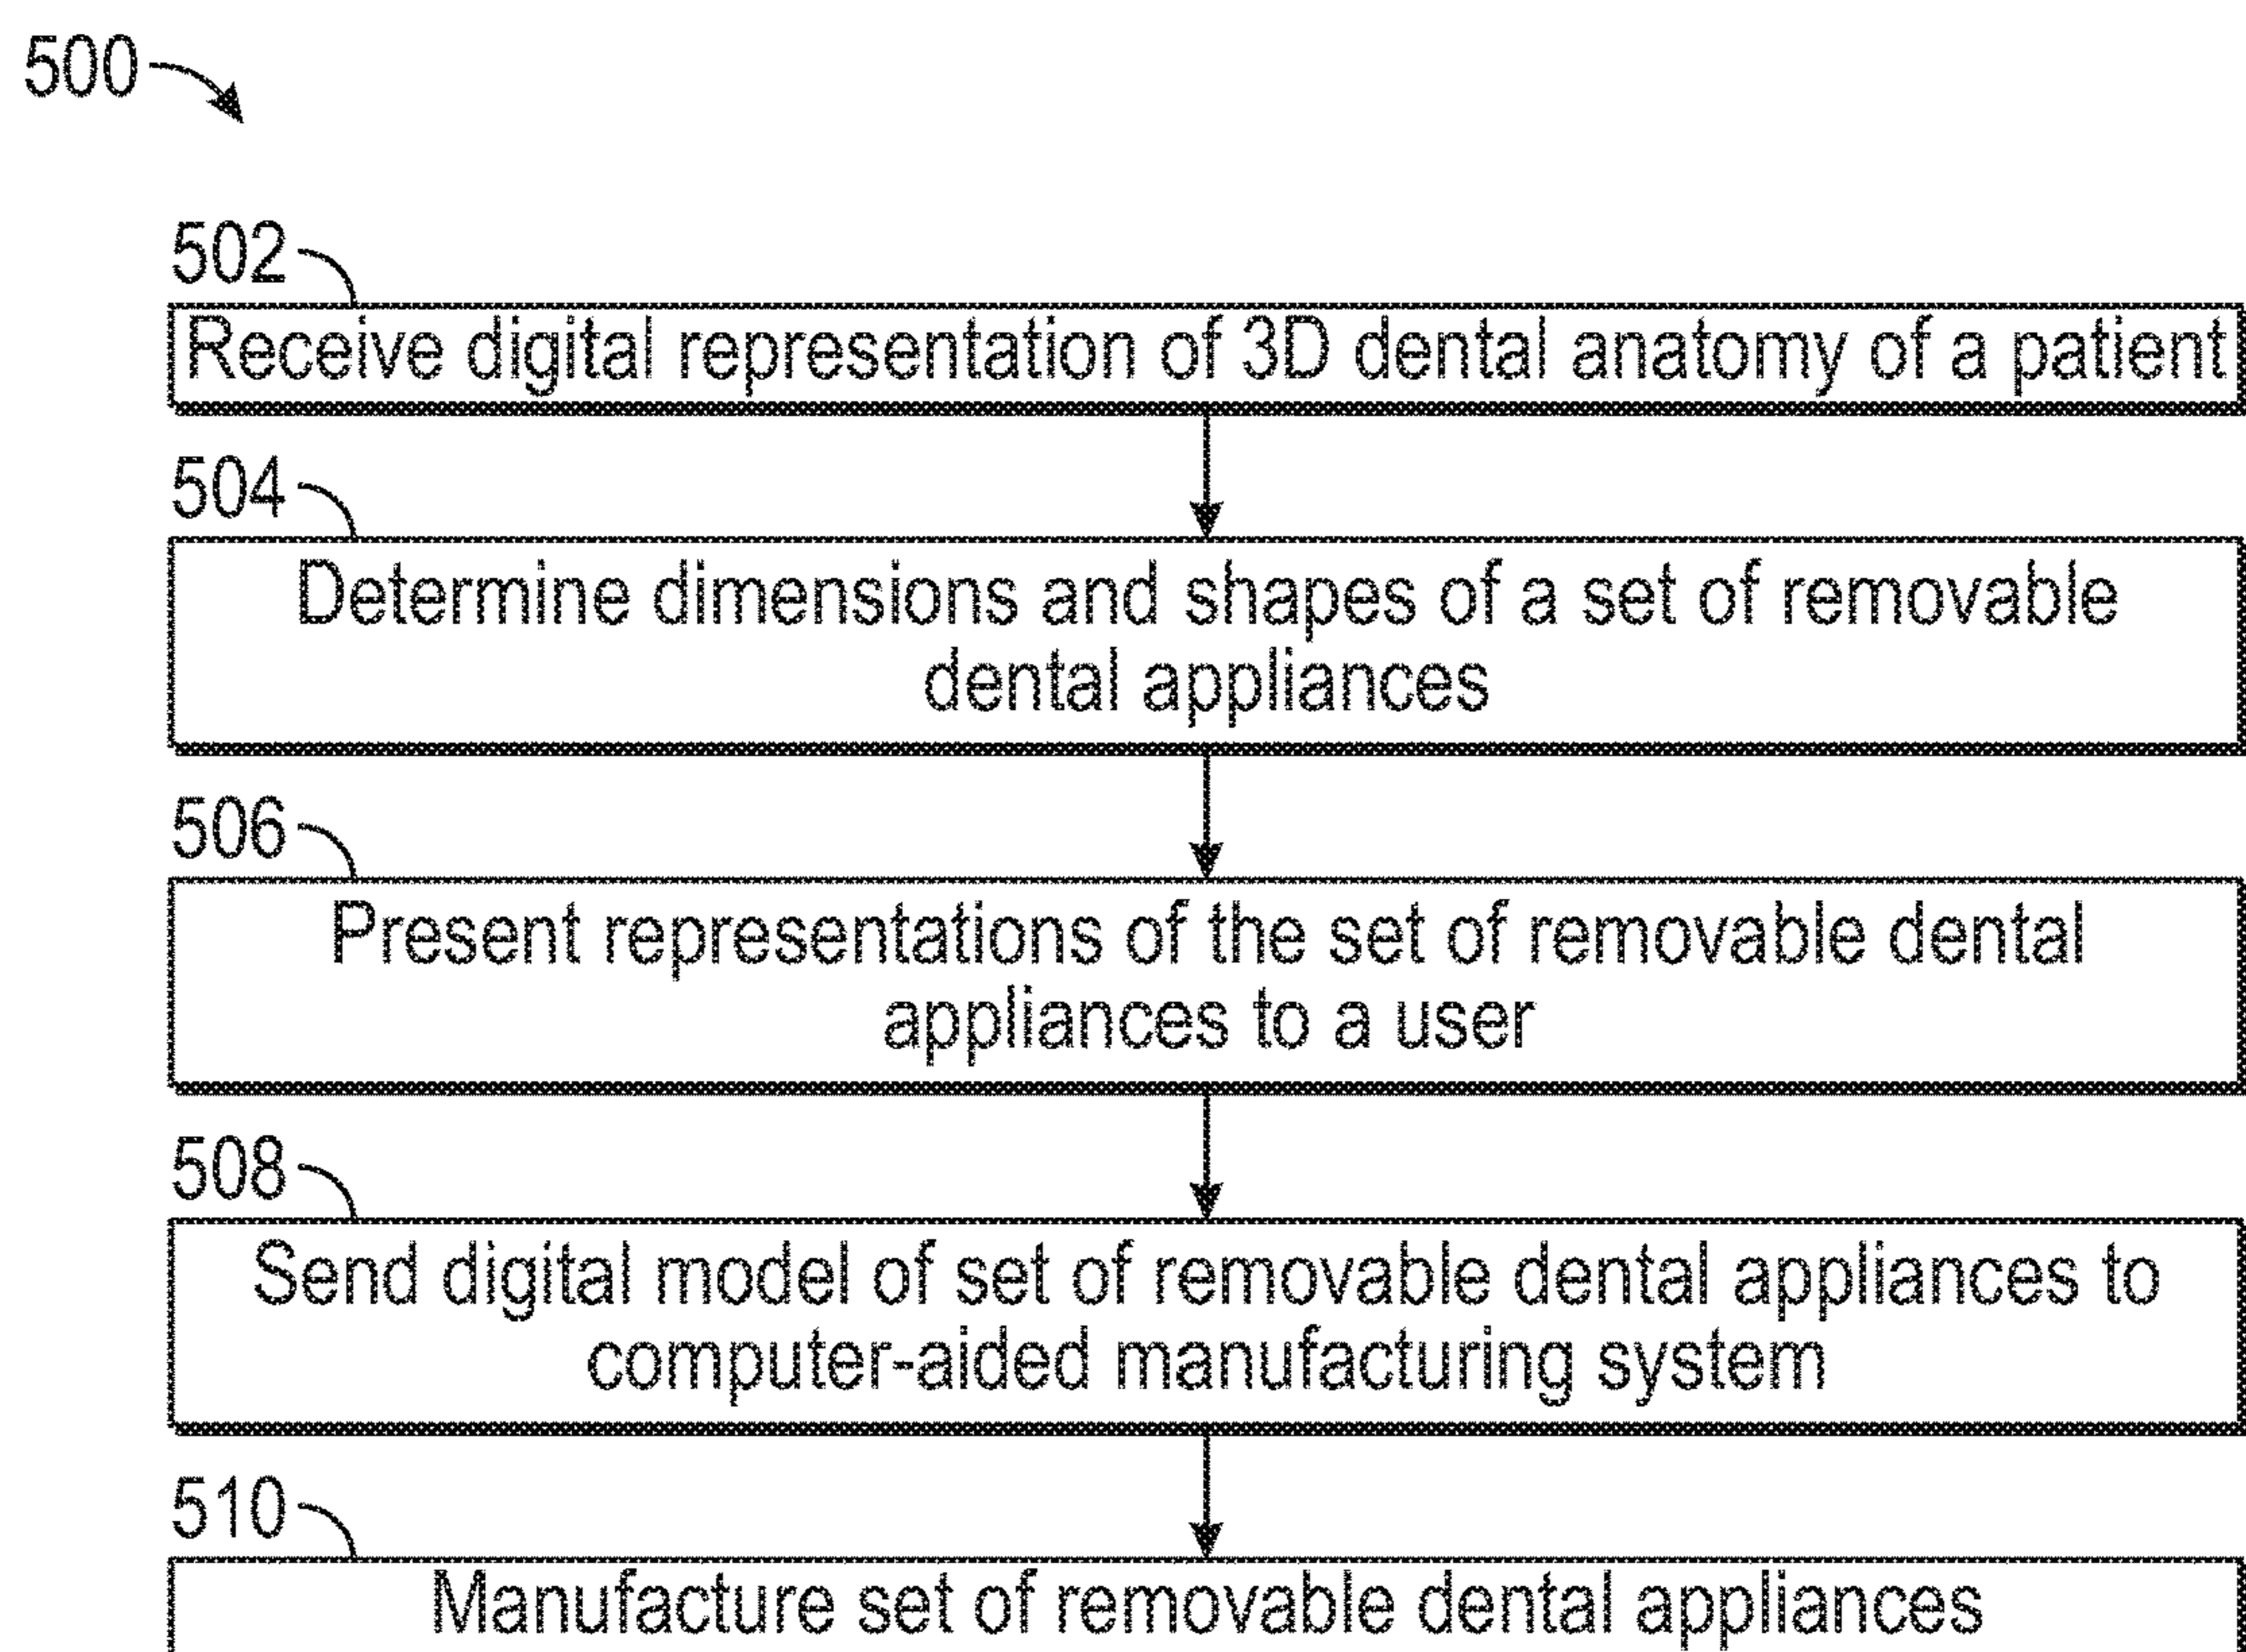 500
502
Receive digital representation of 3D dental anatomy of a patient
504
Determine dimensions and shapes of a set of removable
dental appliances
506
Present representations of the set of removable dental
appliances to a user
508
Send digital model of set of removable dental appliances to
computer-aided manufacturing system
510
Manufacture set of removable dental appliances